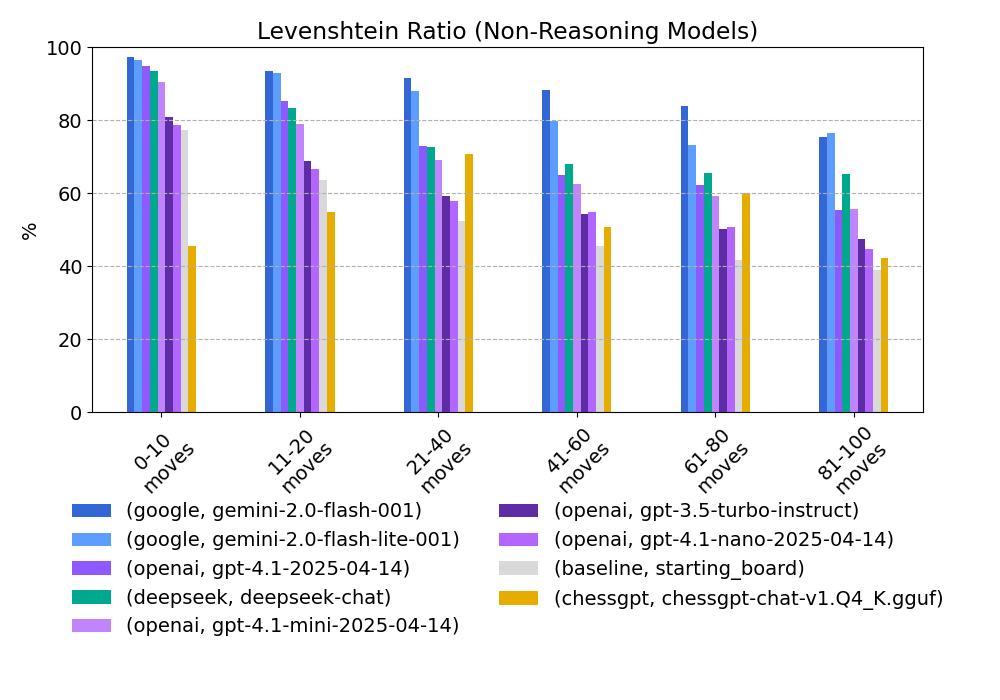 Levenshtein Ratio (Non-Reasoning Models)
100
80
60
40
20
0
%
0-10
moves
11-20
moves
21-40
moves
41-60
moves
61-80
moves
81-100
moves
(google, gemini-2.0-flash-001)
(google, gemini-2.0-flash-lite-001)
(openai, gpt-4.1-2025-04-14)
(deepseek, deepseek-chat)
(openai, gpt-4.1-mini-2025-04-14)
(openai, gpt-3.5-turbo-instruct)
(openai, gpt-4.1-nano-2025-04-14)
(baseline, starting_board)
(chessgpt, chessgpt-chat-v1.Q4_K.gguf)